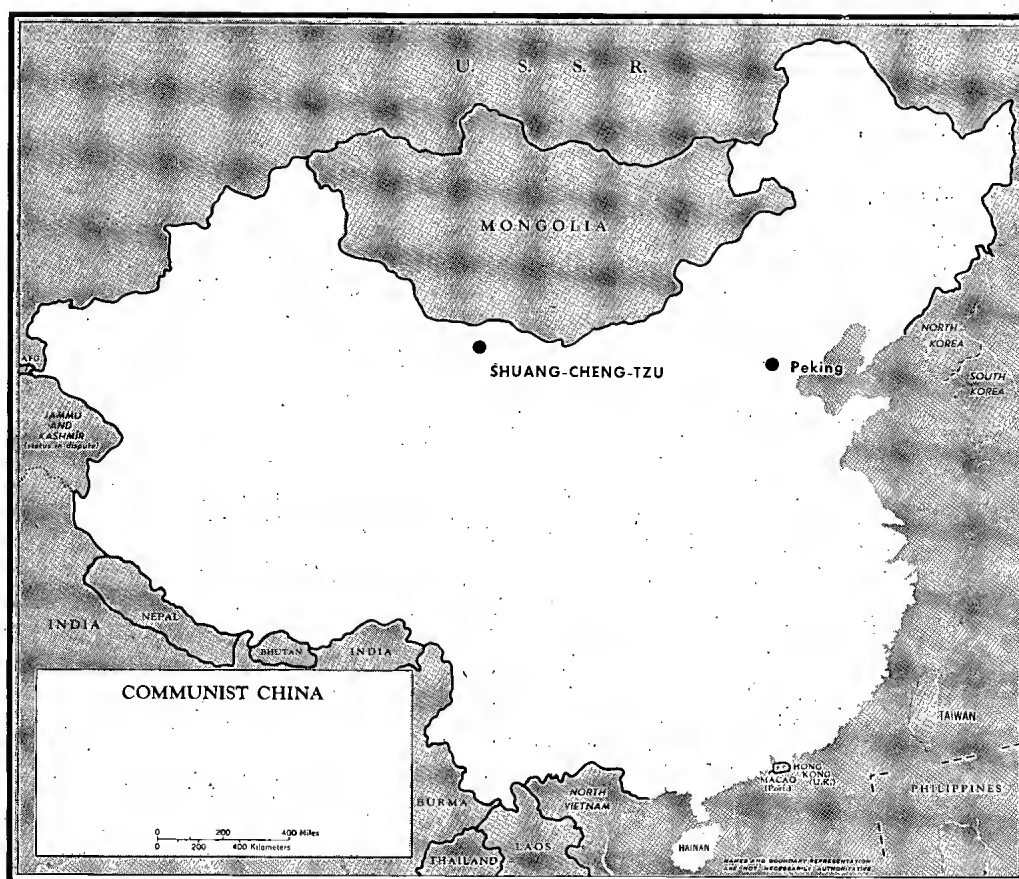 U. S. S. R.
MONGOLIA
SHUANG-CHENG-TZU
Peking
NORTH
KOREA
SOUTH
KOREA
AFG.
JAMMU
AND
KASHMIR
(status in dispute)
INDIA
NEPAL
BHUTAN
INDIA
COMMUNIST CHINA
0 200 400 Miles
0 200 400 Kilometers
BURMA
THAILAND
LAOS
NORTH
VIETNAM
HAINAN
MACAO
(Port.)
HONG
KONG
(U.K.)
TAIWAN
PHILIPPINES
NAMES AND BOUNDARY REPRESENTATION
ARE NOT NECESSARILY AUTHORITATIVE